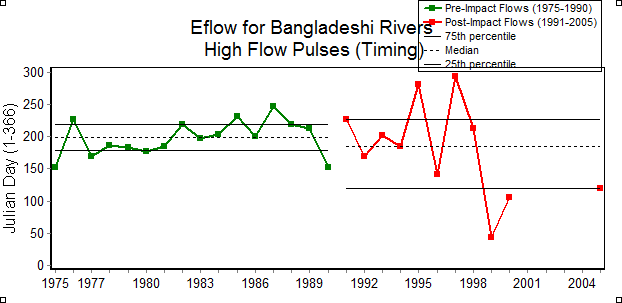 Eflow for Bangladeshi Rivers
High Flow Pulses (Timing)
Pre-Impact Flows (1975-1990)
Post-Impact Flows (1991-2005)
75th percentile
Median
25th percentile
Julian Day (1-366)
300
250
200
150
100
50
0
1975 1977 1980 1983 1986 1989 1992 1995 1998 2001 2004